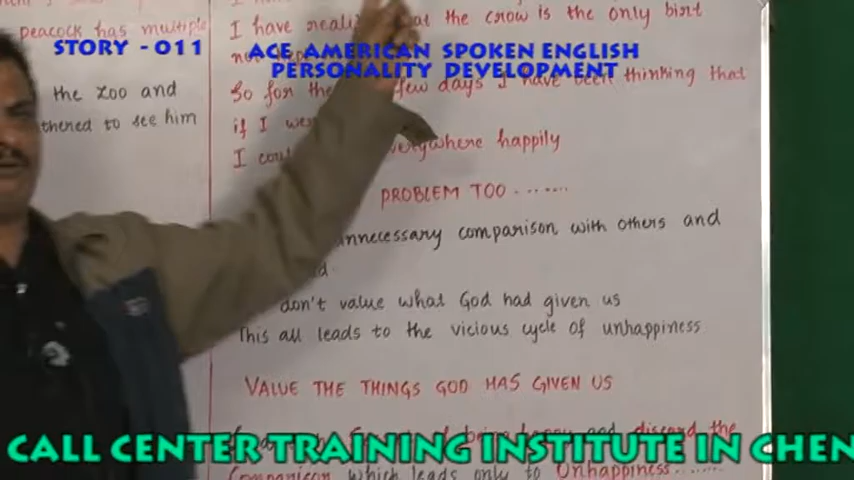 peacock has multiple
the zoo and
thered to see him
STORY - 011
ACE AMERICAN SPOKEN ENGLISH
PERSONALITY DEVELOPMENT
I have the crow is the only bird
So for the few days I have been thinking that
if I
I everywhere happily
PROBLEM TOO .......
unnecessary comparison with others and
don't value what God had given us
This all leads to the vicious cycle of unhappiness
VALUE THE THINGS GOD HAS GIVEN US
being happy and discard the
Comparison which leads only to Unhappiness.......
CALL CENTER TRAINING INSTITUTE IN CHEN